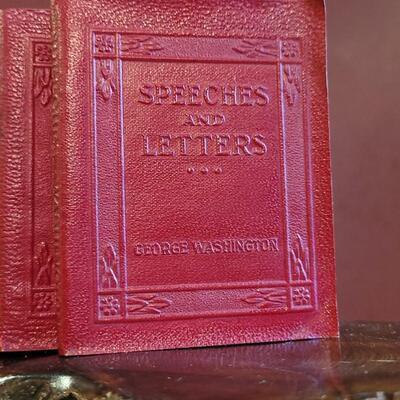 SPEECHES
AND
LETTERS
...
GEORGE WASHINGTON